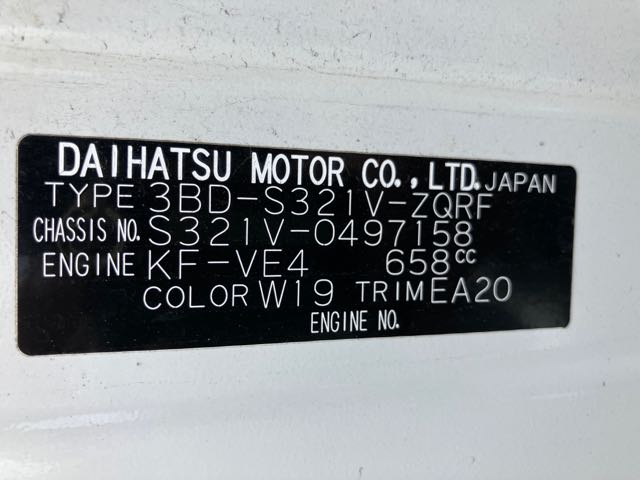 DAIHATSU MOTOR CO., LTD. JAPAN
TYPE 3BD-S321V-ZQRF
CHASSIS NO. S321V-0497158
ENGINE KF-VE4 658cc
COLOR W19 TRIM EA20
ENGINE NO.